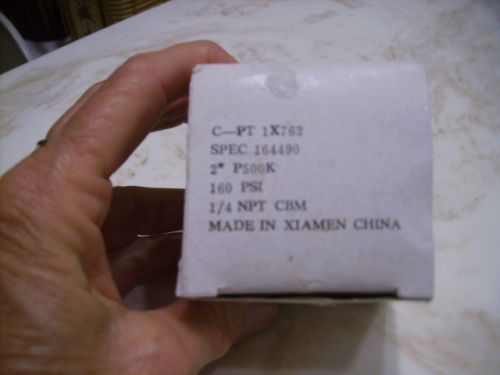 C—PT 1X762
SPEC 164490
2" P500K
160 PSI
1/4 NPT CBM
MADE IN XIAMEN CHINA